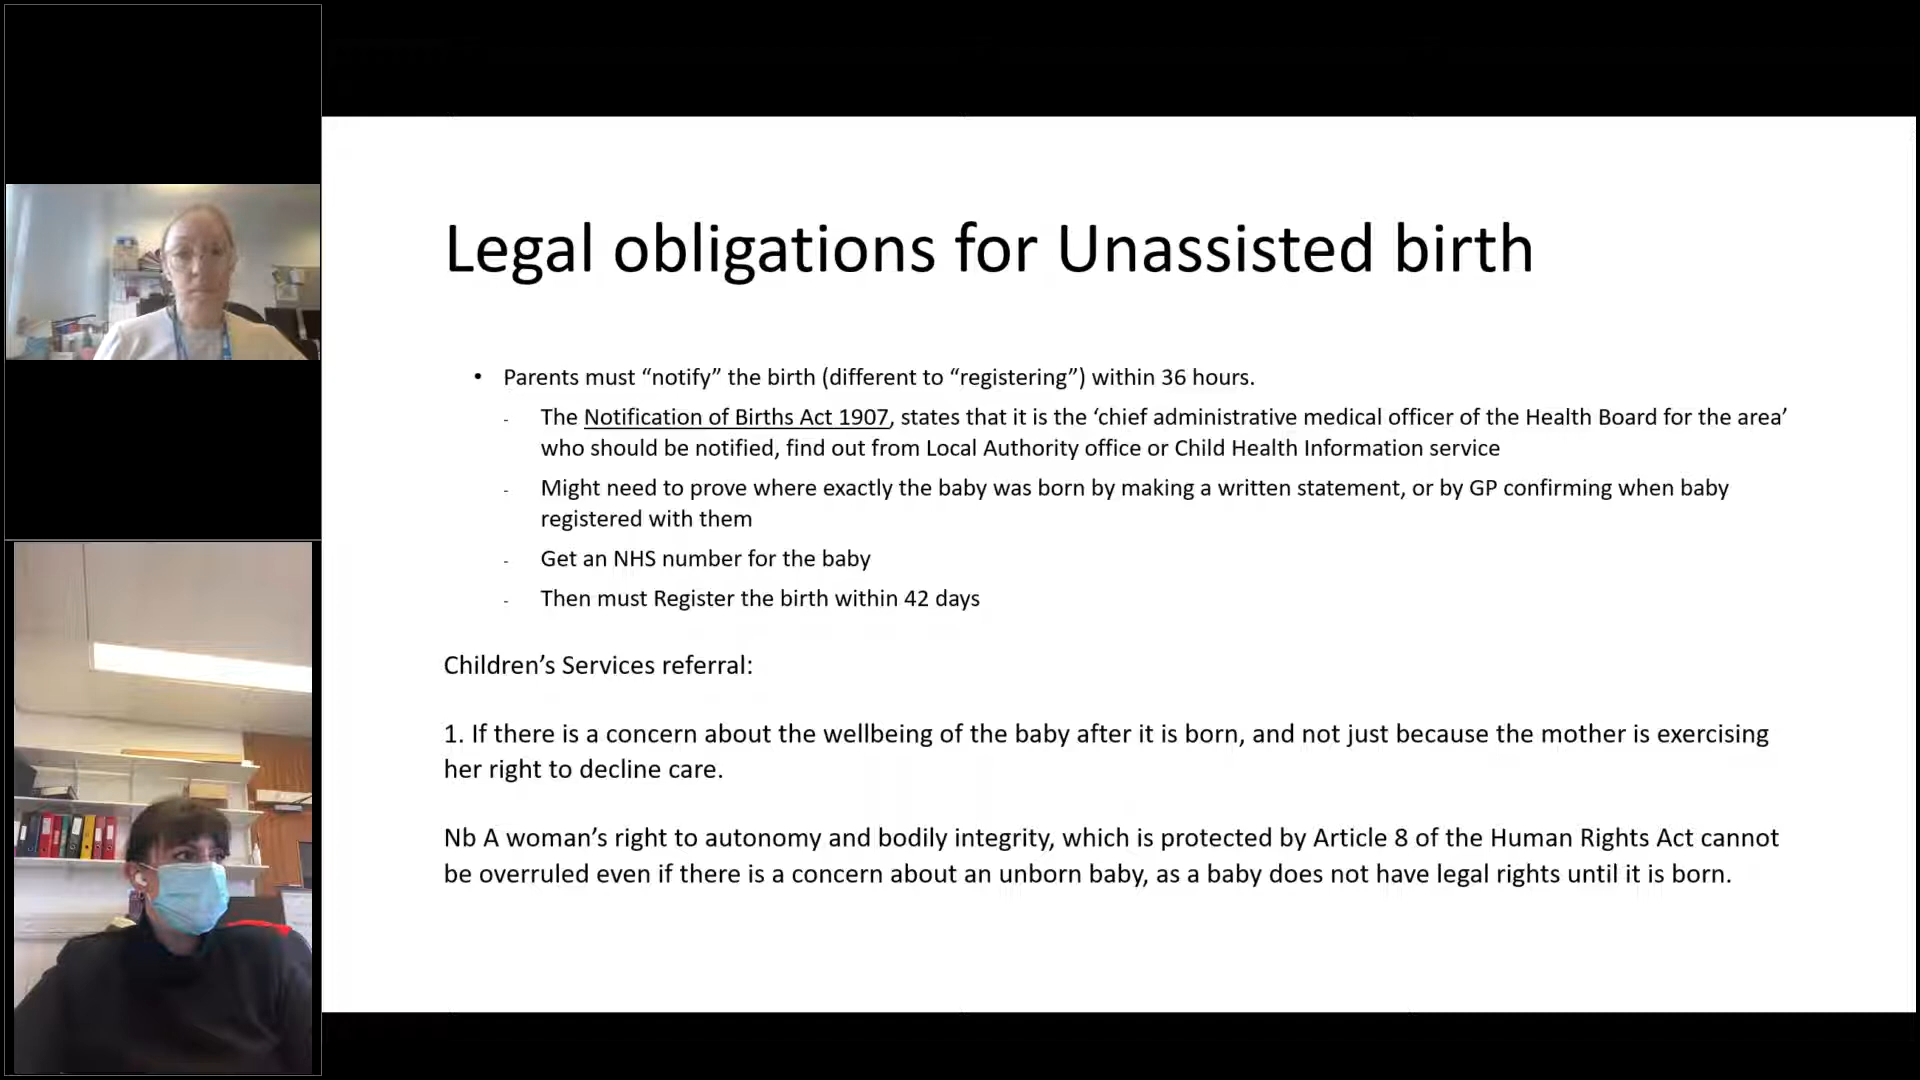 Legal obligations for Unassisted birth
• Parents must “notify” the birth (different to “registering”) within 36 hours.
- The Notification of Births Act 1907, states that it is the ‘chief administrative medical officer of the Health Board for the area’
who should be notified, find out from Local Authority office or Child Health Information service
- Might need to prove where exactly the baby was born by making a written statement, or by GP confirming when baby
registered with them
- Get an NHS number for the baby
- Then must Register the birth within 42 days
Children’s Services referral:
1. If there is a concern about the wellbeing of the baby after it is born, and not just because the mother is exercising
her right to decline care.
Nb A woman’s right to autonomy and bodily integrity, which is protected by Article 8 of the Human Rights Act cannot
be overruled even if there is a concern about an unborn baby, as a baby does not have legal rights until it is born.